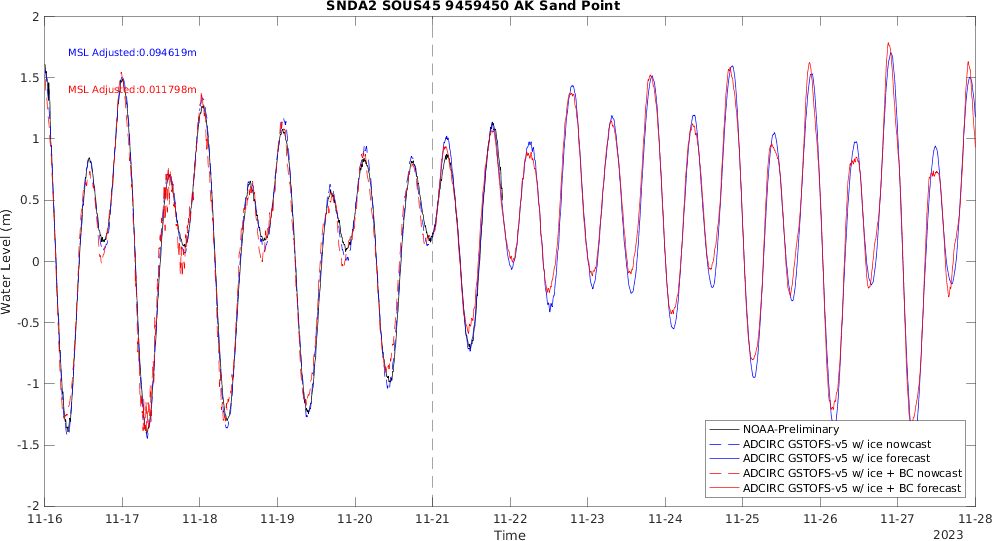 SNDA2 SOUS45 9459450 AK Sand Point
MSL Adjusted:0.094619m
MSL Adjusted:0.011798m
Water Level (m)
2
1.5
1
0.5
0
-0.5
-1
-1.5
-2
NOAA-Preliminary
ADCIRC GSTOFS-v5 w/ ice nowcast
ADCIRC GSTOFS-v5 w/ ice forecast
ADCIRC GSTOFS-v5 w/ ice + BC nowcast
ADCIRC GSTOFS-v5 w/ ice + BC forecast
11-16 11-17 11-18 11-19 11-20 11-21 11-22 11-23 11-24 11-25 11-26 11-27 11-28
Time
2023